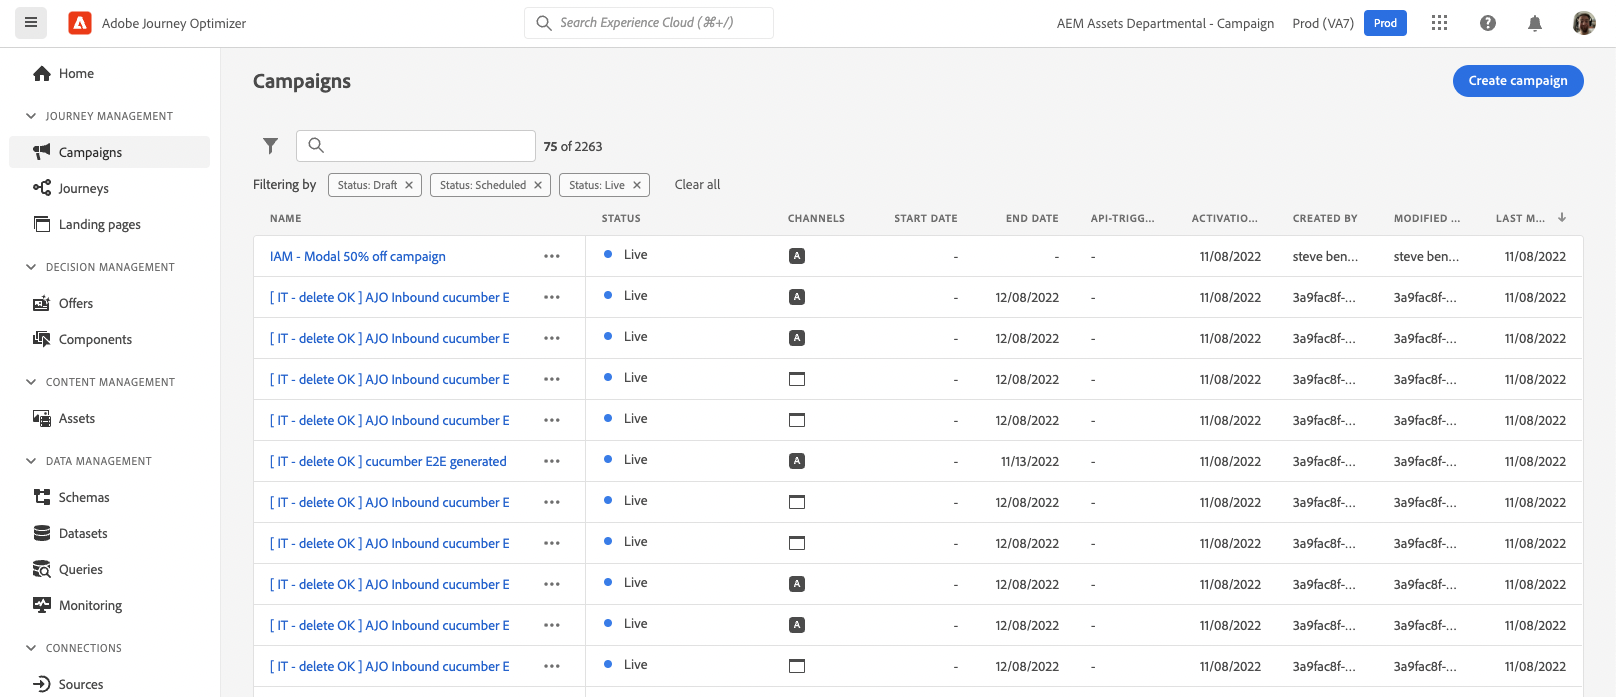 Adobe Journey Optimizer
Search Experience Cloud (⌘+/)
AEM Assets Departmental - Campaign
Prod (VA7)
Prod
Home
JOURNEY MANAGEMENT
Campaigns
Journeys
Landing pages
DECISION MANAGEMENT
Offers
Components
CONTENT MANAGEMENT
Assets
DATA MANAGEMENT
Schemas
Datasets
Queries
Monitoring
CONNECTIONS
Sources
Campaigns
Create campaign
75 of 2263
Filtering by Status: Draft Status: Scheduled Status: Live Clear all
NAME STATUS CHANNELS START DATE END DATE API-TRIGG... ACTIVATIO... CREATED BY MODIFIED ... LAST M...
IAM - Modal 50% off campaign ••• Live A - - - 11/08/2022 steve ben... steve ben... 11/08/2022
[ IT - delete OK ] AJO Inbound cucumber E ••• Live A - 12/08/2022 - 11/08/2022 3a9fac8f-... 3a9fac8f-... 11/08/2022
[ IT - delete OK ] AJO Inbound cucumber E ••• Live A - 12/08/2022 - 11/08/2022 3a9fac8f-... 3a9fac8f-... 11/08/2022
[ IT - delete OK ] AJO Inbound cucumber E ••• Live - 12/08/2022 - 11/08/2022 3a9fac8f-... 3a9fac8f-... 11/08/2022
[ IT - delete OK ] AJO Inbound cucumber E ••• Live - 12/08/2022 - 11/08/2022 3a9fac8f-... 3a9fac8f-... 11/08/2022
[ IT - delete OK ] cucumber E2E generated ••• Live A - 11/13/2022 - 11/08/2022 3a9fac8f-... 3a9fac8f-... 11/08/2022
[ IT - delete OK ] AJO Inbound cucumber E ••• Live - 12/08/2022 - 11/08/2022 3a9fac8f-... 3a9fac8f-... 11/08/2022
[ IT - delete OK ] AJO Inbound cucumber E ••• Live - 12/08/2022 - 11/08/2022 3a9fac8f-... 3a9fac8f-... 11/08/2022
[ IT - delete OK ] AJO Inbound cucumber E ••• Live A - 12/08/2022 - 11/08/2022 3a9fac8f-... 3a9fac8f-... 11/08/2022
[ IT - delete OK ] AJO Inbound cucumber E ••• Live A - 12/08/2022 - 11/08/2022 3a9fac8f-... 3a9fac8f-... 11/08/2022
[ IT - delete OK ] AJO Inbound cucumber E ••• Live - 12/08/2022 - 11/08/2022 3a9fac8f-... 3a9fac8f-... 11/08/2022